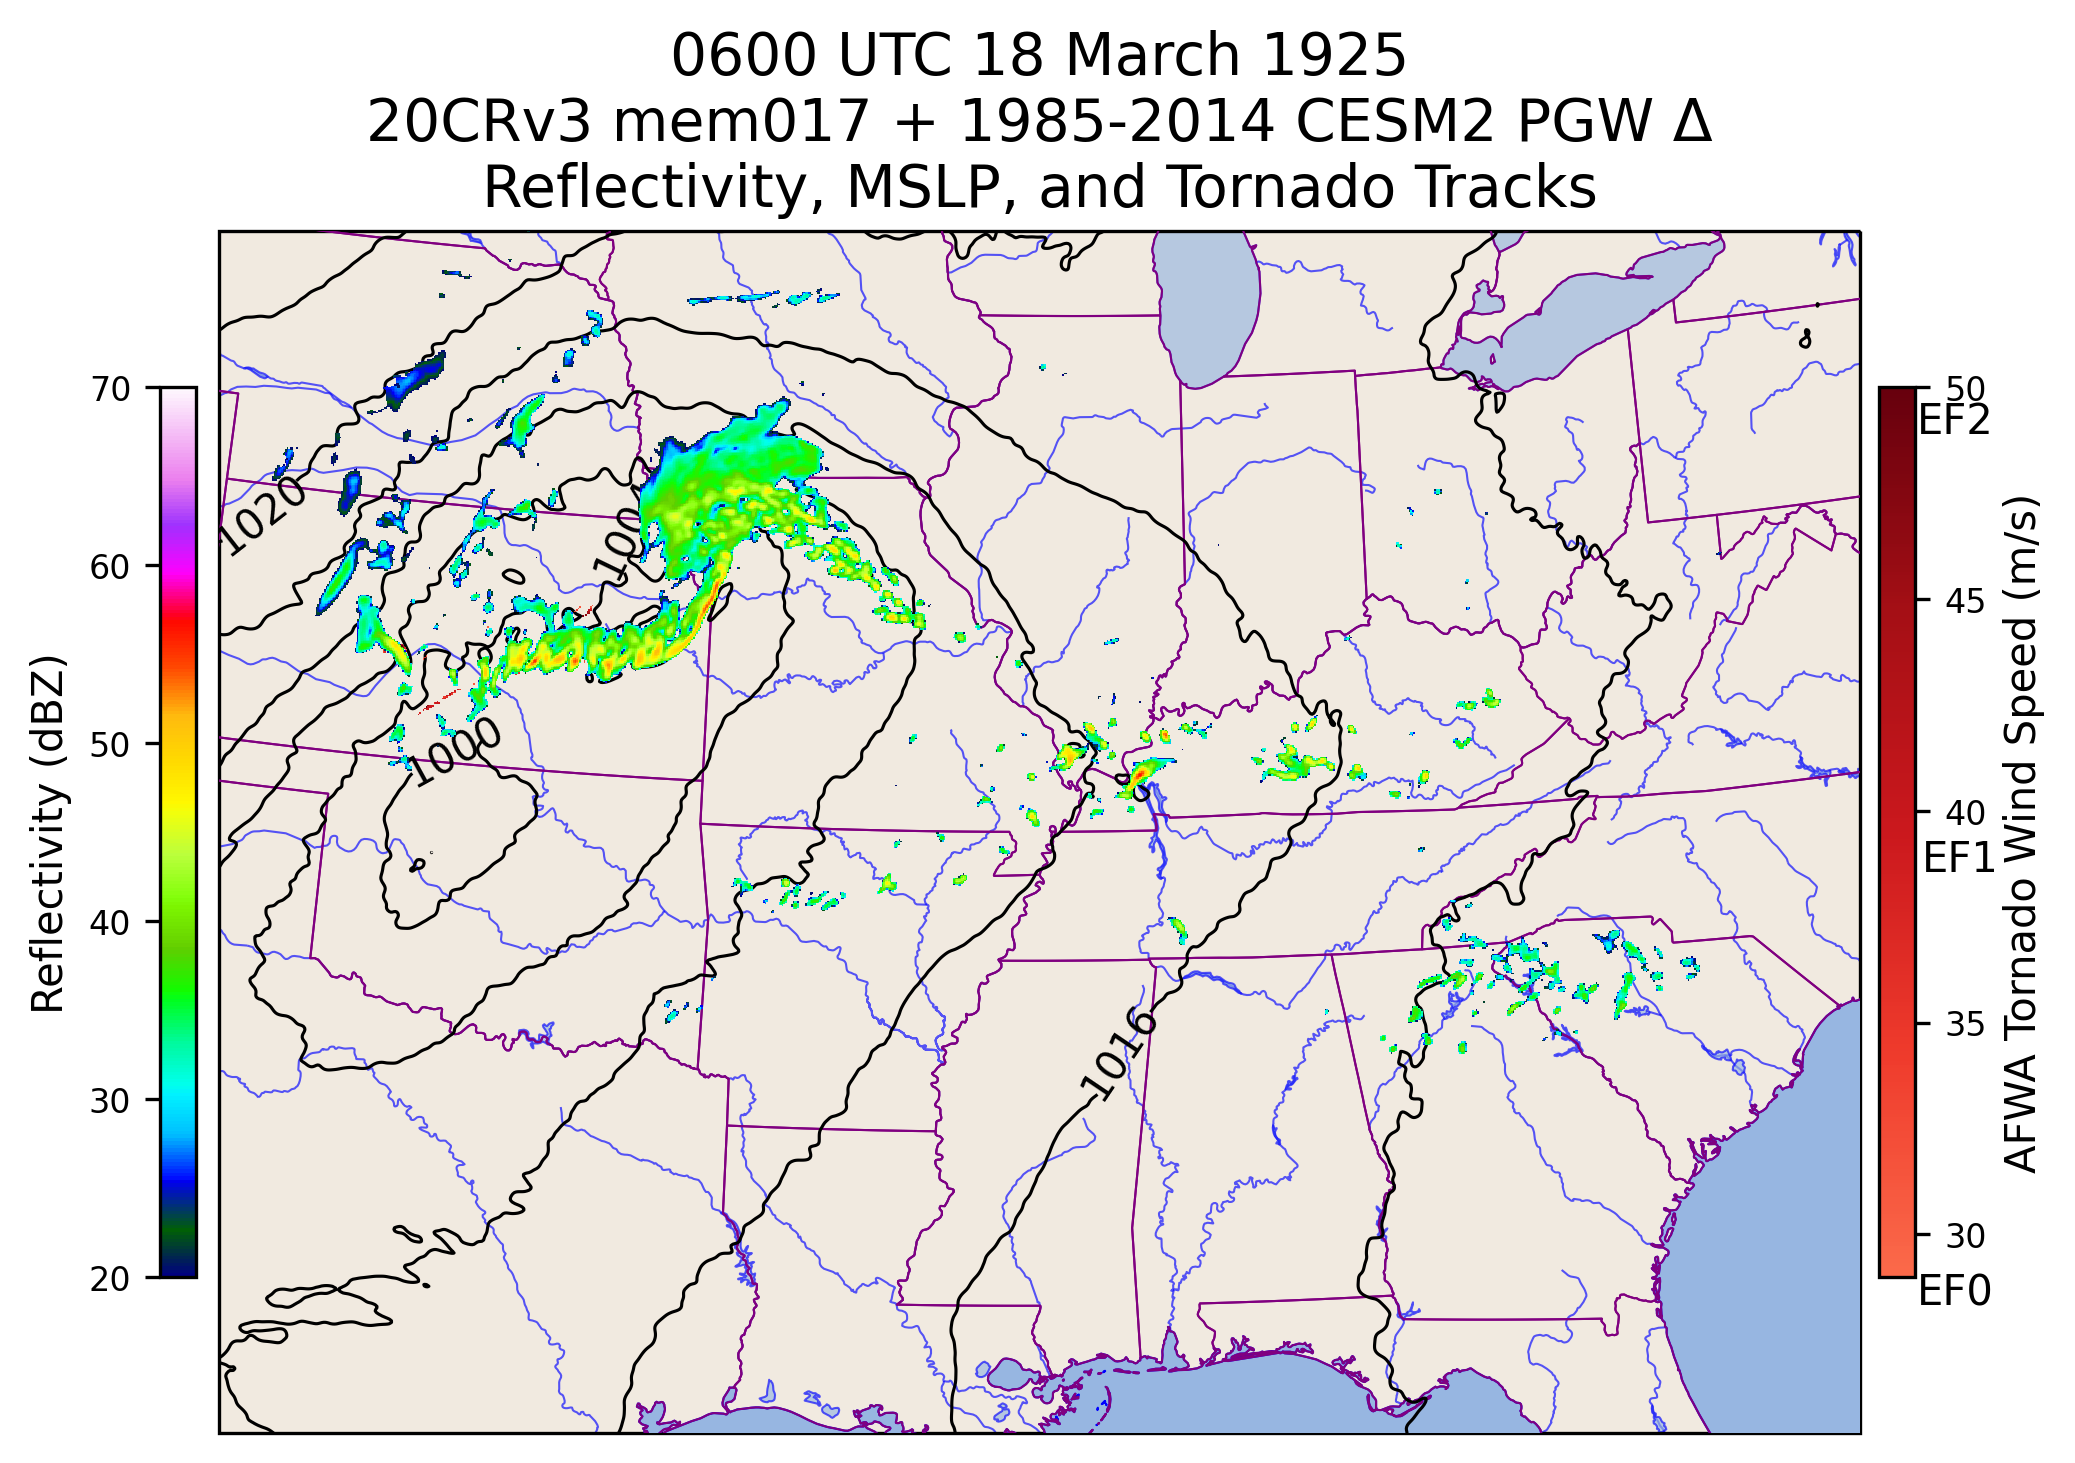 0600 UTC 18 March 1925
20CRv3 mem017 + 1985-2014 CESM2 PGW Δ
Reflectivity, MSLP, and Tornado Tracks
70
60
50
40
30
20
Reflectivity (dBZ)
1020
1000
1016
50
EF2
45
40
EF1
35
30
EF0
AFWA Tornado Wind Speed (m/s)